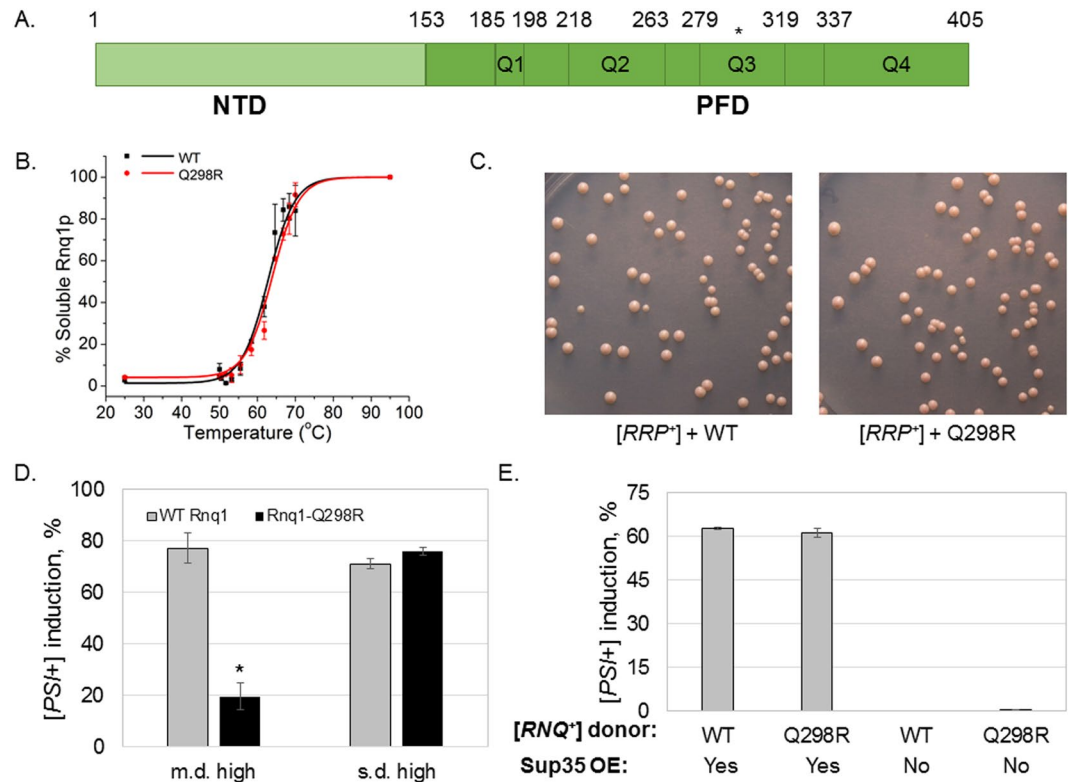 A.
1 153 185 198 218 263 279 319 337 405
*
Q1 Q2 Q3 Q4
NTD PFD
B.
WT
Q298R
100
80
60
40
20
0
% Soluble Rnq1p
20 30 40 50 60 70 80 90 100
Temperature (°C)
C.
[RRP⁺] + WT [RRP⁺] + Q298R
D.
[PSI+] induction, %
100
80
60
40
20
0
WT Rnq1 Rnq1-Q298R
*
m.d. high s.d. high
E.
[PSI+] induction, %
75
60
45
30
15
0
[RNQ⁺] donor: WT Q298R WT Q298R
Sup35 OE: Yes Yes No No